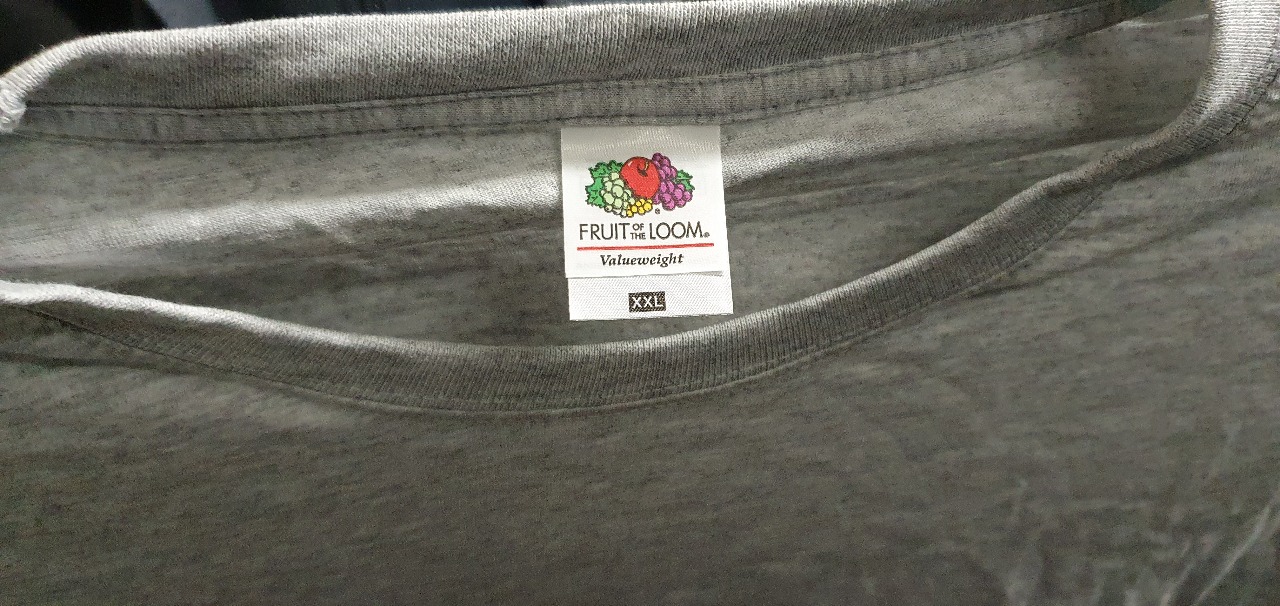 FRUIT OF THE LOOM®
Valueweight
XXL